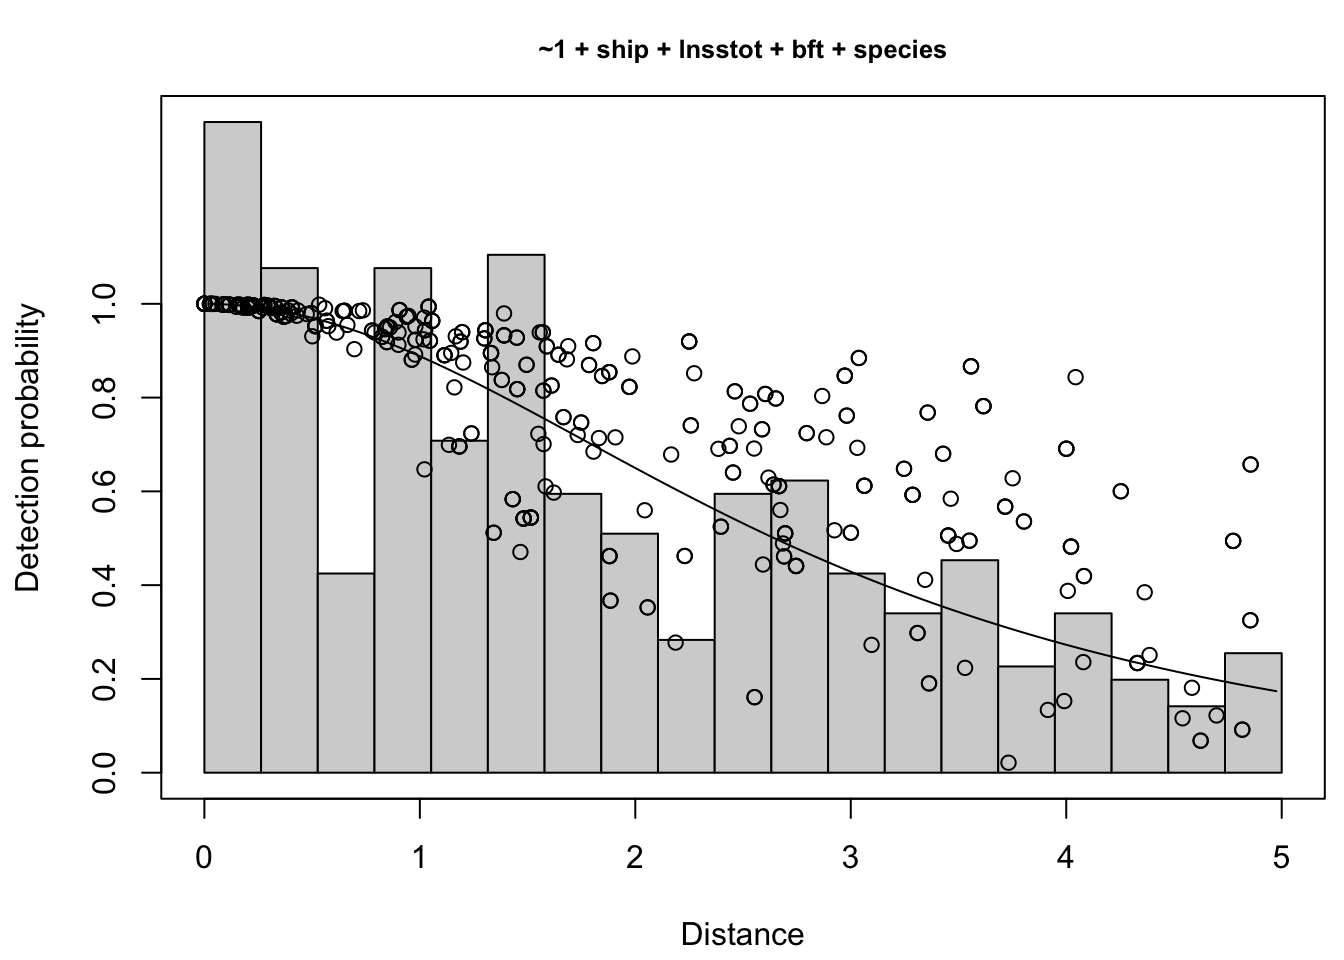 ~1 + ship + lnsstot + bft + species
Detection probability
1.0
0.8
0.6
0.4
0.2
0.0
0 1 2 3 4 5
Distance